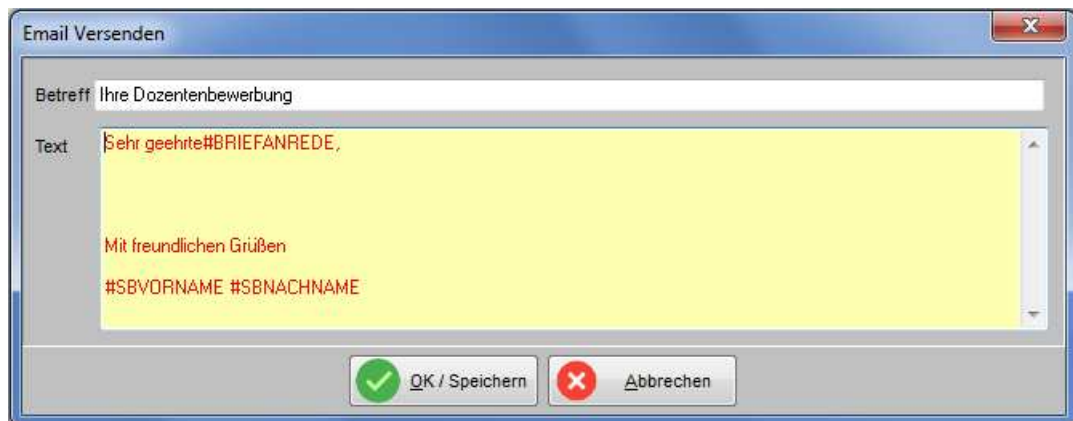 Email Versenden
Betreff Ihre Dozentenbewerbung
Text Sehr geehrte#BRIEFANREDE,
Mit freundlichen Grüßen
#SBVORNAME #SBNACHNAME
OK / Speichern Abbrechen